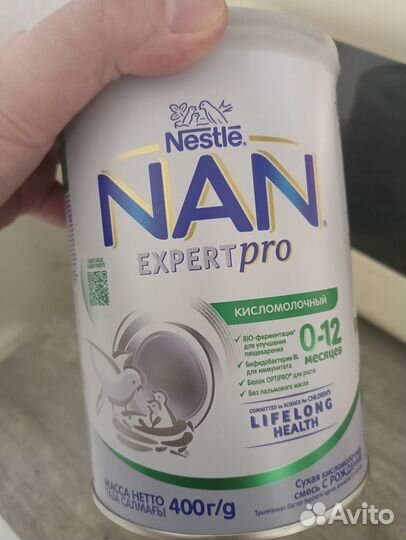 Nestlé.
NAN
EXPERTpro
КИСЛОМОЛОЧНЫЙ
✓ BIO-ферментация*
для улучшения
пищеварения
✓ Бифидобактерии BL
для иммунитета
✓ Белок OPTIPRO® для роста
✓ Без пальмового масла
0-12
месяцев
COMMITTED to SCIENCE for CHILDREN'S
LIFELONG
HEALTH
МАССА НЕТТО
ТАЗА САЛМАҒЫ
400г/g
Сухая кисломолочная
смесь С РОЖДЕНИЯ
Avito